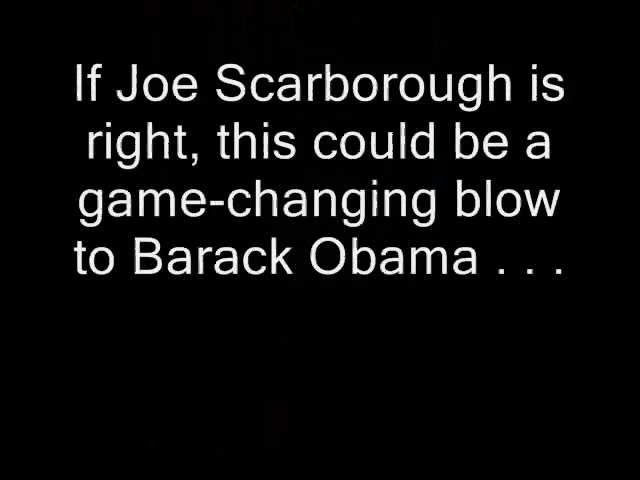 If Joe Scarborough is
right, this could be a
game-changing blow
to Barack Obama . . .